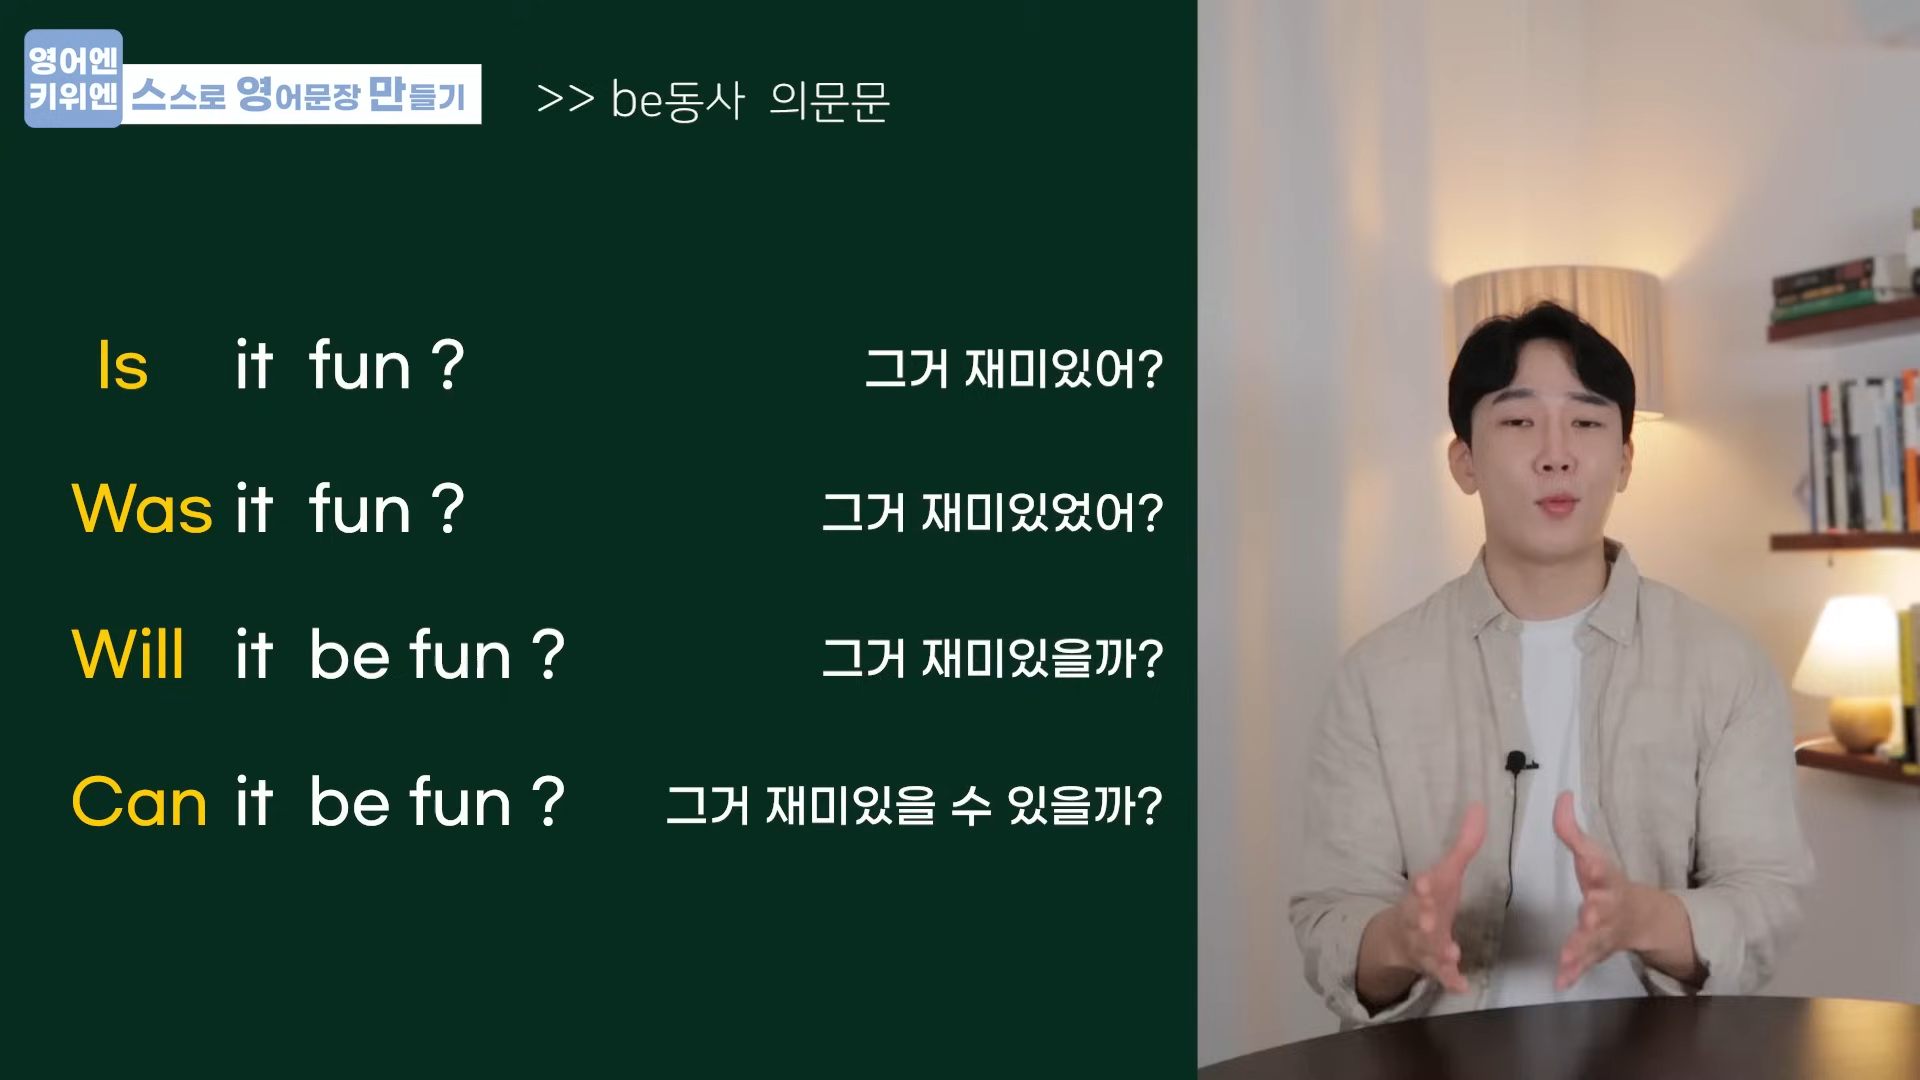 영어엔
키위엔
스스로 영어문장 만들기
>> be동사 의문문
Is it fun ? 그거 재미있어?
Was it fun ? 그거 재미있었어?
Will it be fun ? 그거 재미있을까?
Can it be fun ? 그거 재미있을 수 있을까?